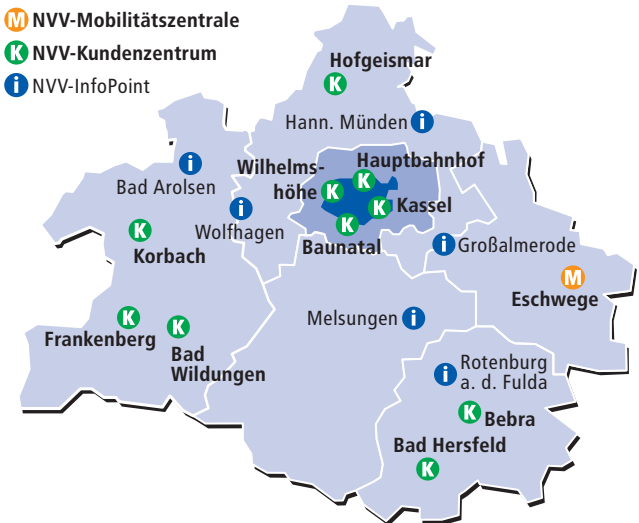 M NVV-Mobilitätszentrale
K NVV-Kundenzentrum
i NVV-InfoPoint
Hofgeismar
K
Hann. Münden i
Hauptbahnhof
K
Wilhelms-
höhe K
K Kassel
K
Baunatal
i
Bad Arolsen
i
Wolfhagen
K
Korbach
i Großalmerode
M
Eschwege
K
Frankenberg
K
Bad
Wildungen
Melsungen i
i Rotenburg
a. d. Fulda
K Bebra
Bad Hersfeld
K